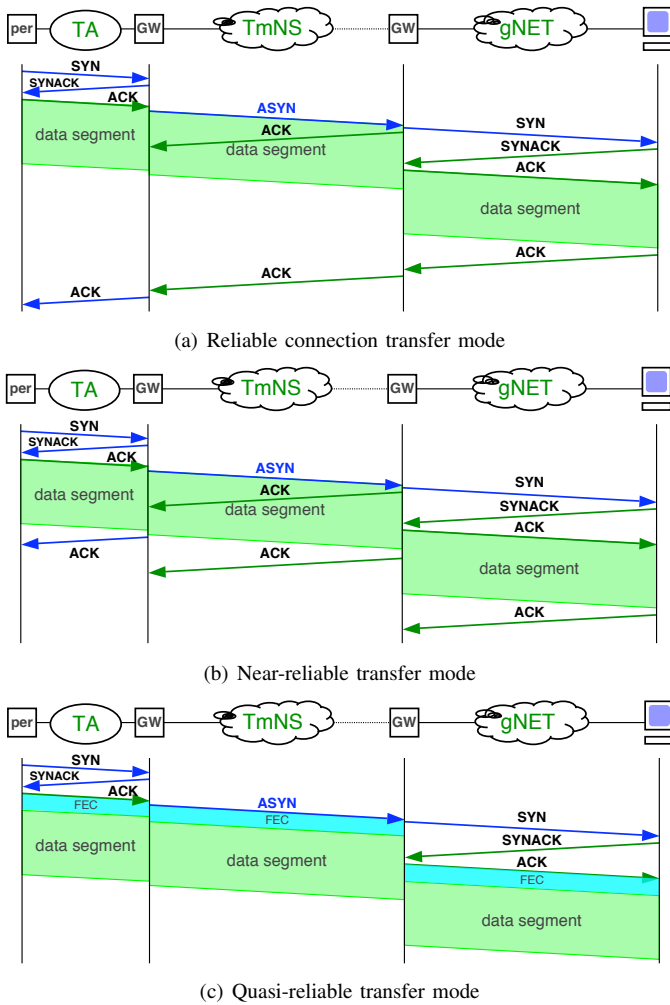 per TA GW TmNS GW gNET
SYN
SYNACK
ACK
ASYN
SYN
ACK
data segment
data segment
SYNACK
ACK
data segment
ACK
ACK
ACK
(a) Reliable connection transfer mode
per TA GW TmNS GW gNET
SYN
SYNACK
ACK
ASYN
SYN
ACK
data segment
data segment
SYNACK
ACK
ACK
ACK
data segment
ACK
(b) Near-reliable transfer mode
per TA GW TmNS GW gNET
SYN
SYNACK
ACK
FEC
ASYN
FEC
SYN
SYNACK
data segment
data segment
ACK
FEC
data segment
(c) Quasi-reliable transfer mode